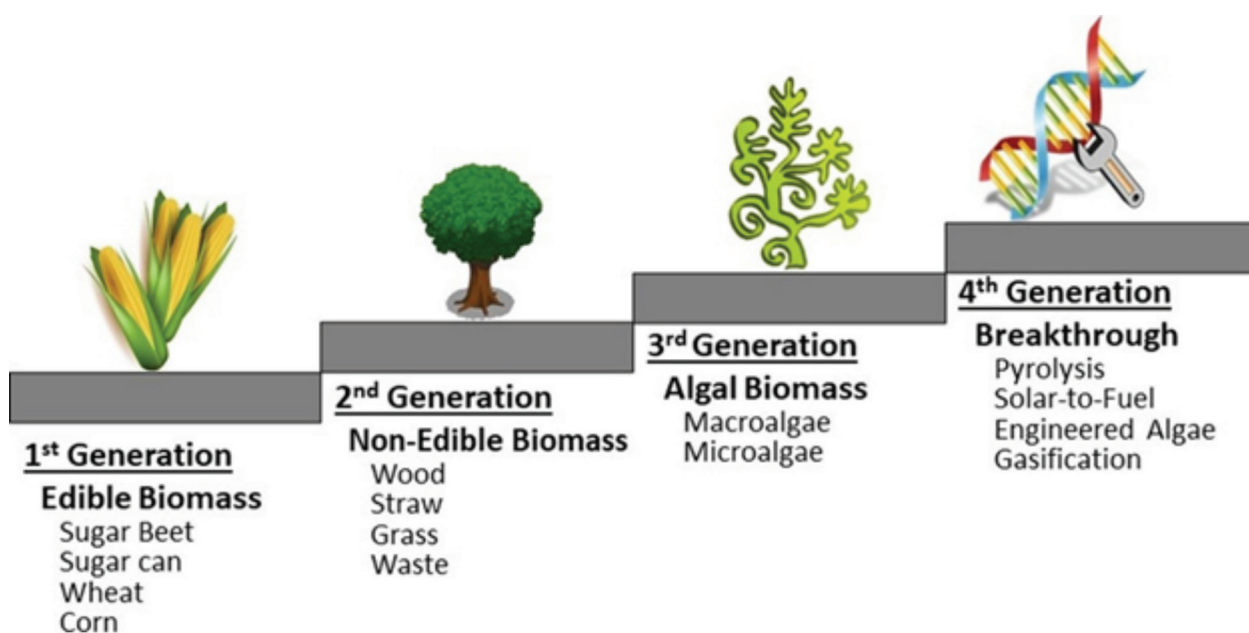 1st Generation
Edible Biomass
Sugar Beet
Sugar can
Wheat
Corn
2nd Generation
Non-Edible Biomass
Wood
Straw
Grass
Waste
3rd Generation
Algal Biomass
Macroalgae
Microalgae
4th Generation
Breakthrough
Pyrolysis
Solar-to-Fuel
Engineered Algae
Gasification